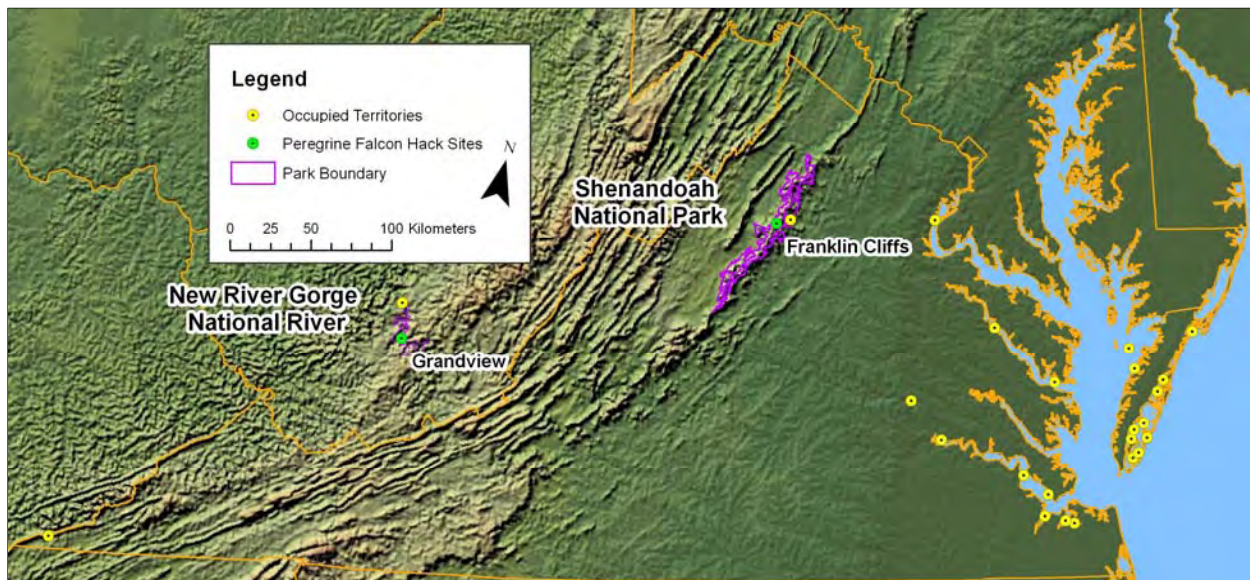 Legend
Occupied Territories
Peregrine Falcon Hack Sites
Park Boundary
N
0 25 50 100 Kilometers
Shenandoah
National Park
Franklin Cliffs
New River Gorge
National River
Grandview